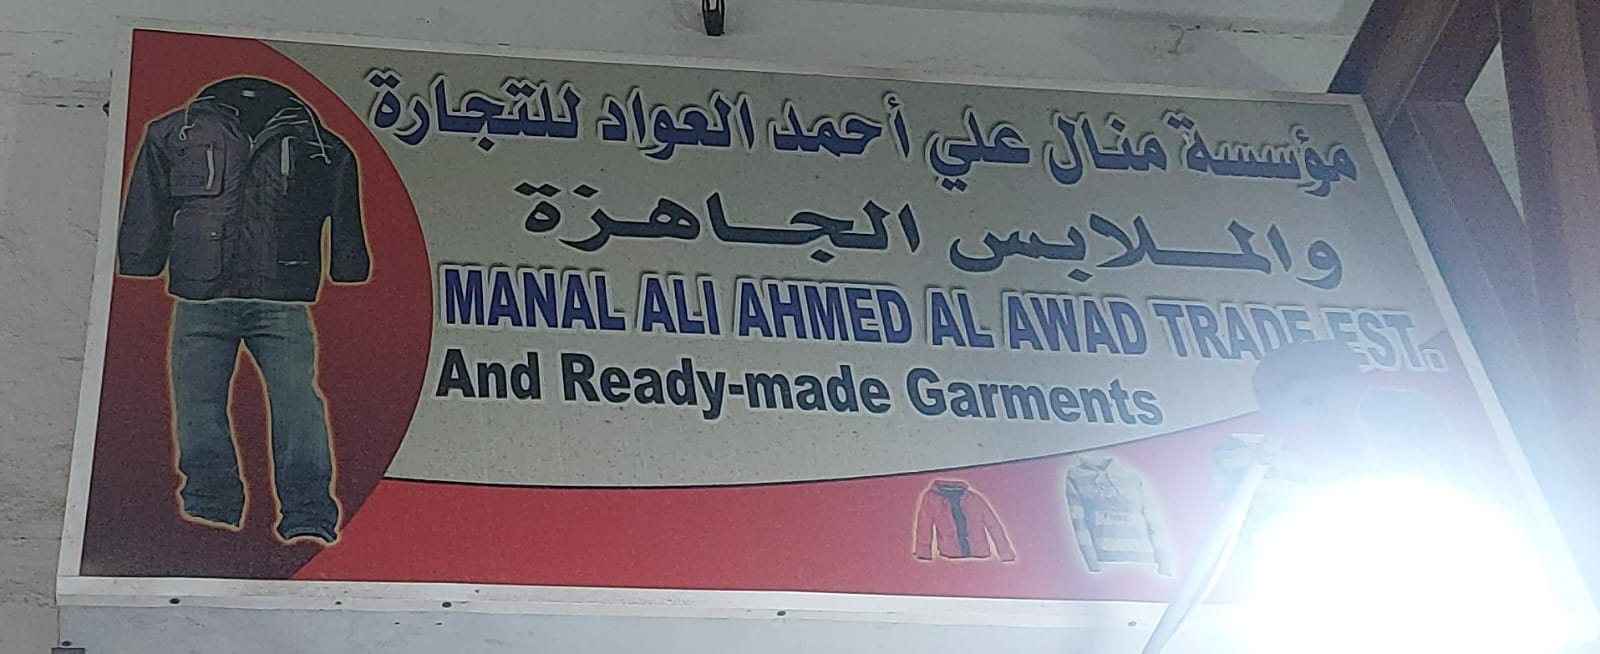 مؤسسة منال علي أحمد العواد للتجارة
والملابس الجاهزة
MANAL ALI AHMED AL AWAD TRADE EST.
And Ready-made Garments